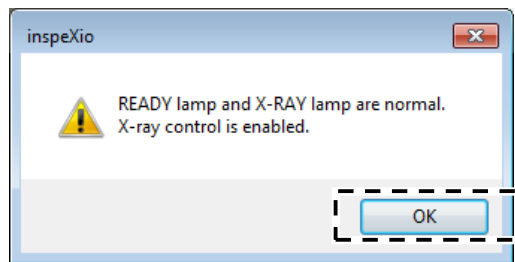 inspeXio
READY lamp and X-RAY lamp are normal.
X-ray control is enabled.
OK